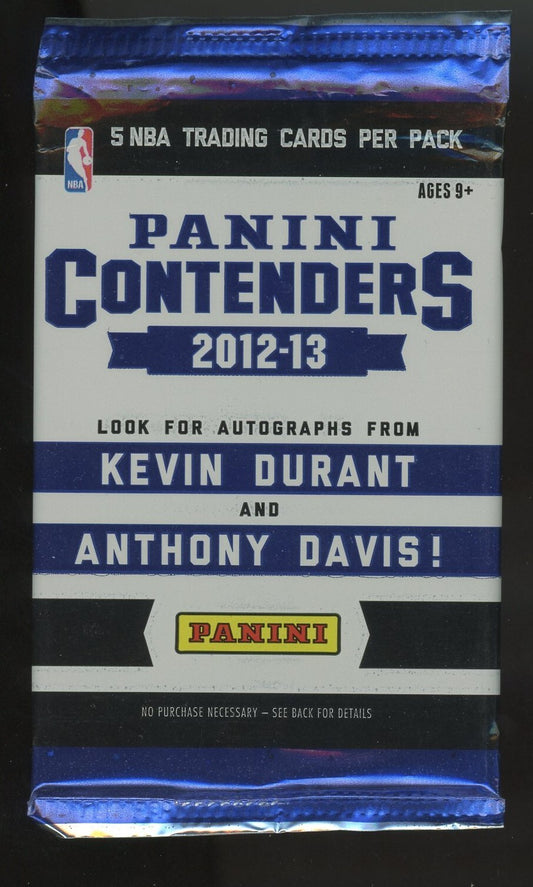 5 NBA TRADING CARDS PER PACK
NBA
AGES 9+
PANINI
CONTENDERS
2012-13
LOOK FOR AUTOGRAPHS FROM
KEVIN DURANT
AND
ANTHONY DAVIS!
PANINI
NO PURCHASE NECESSARY – SEE BACK FOR DETAILS